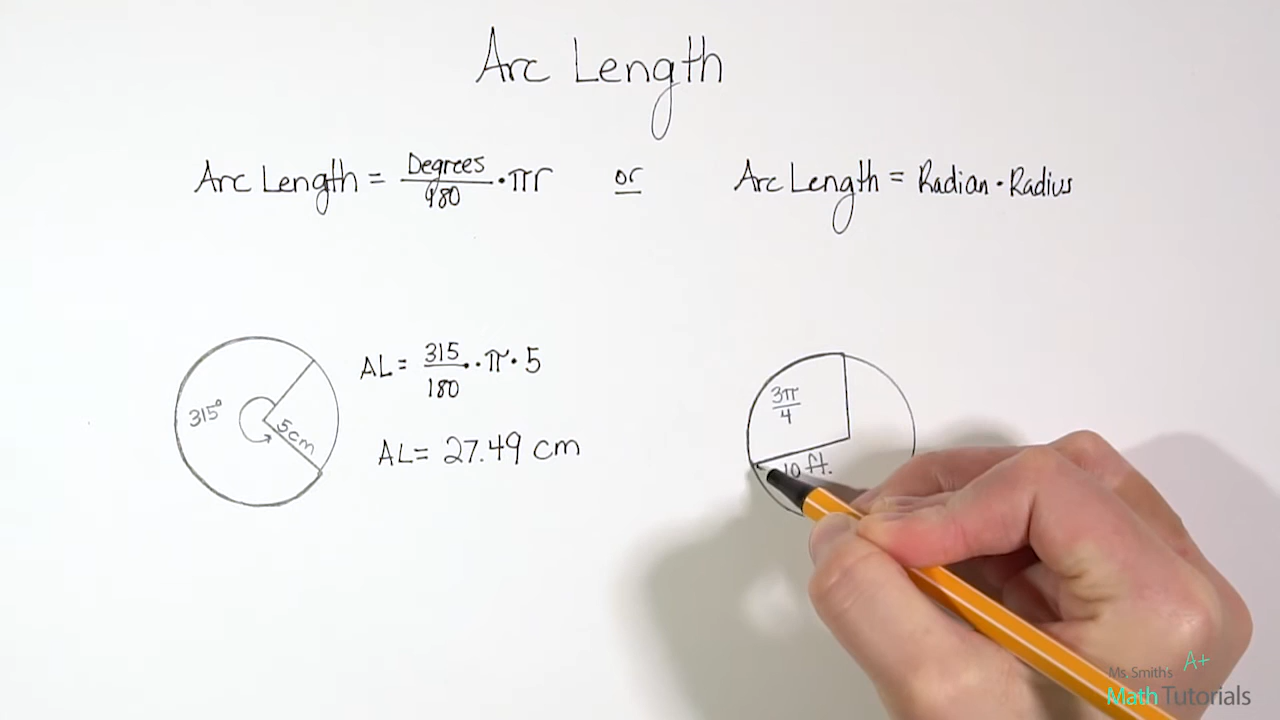 Arc Length
Arc Length = Degrees/180 · πr or Arc Length = Radian · Radius
315°
5cm
AL = 315/180 · π · 5
AL = 27.49 cm
3π/4
10 ft.
Ms Smith's A+
Math Tutorials